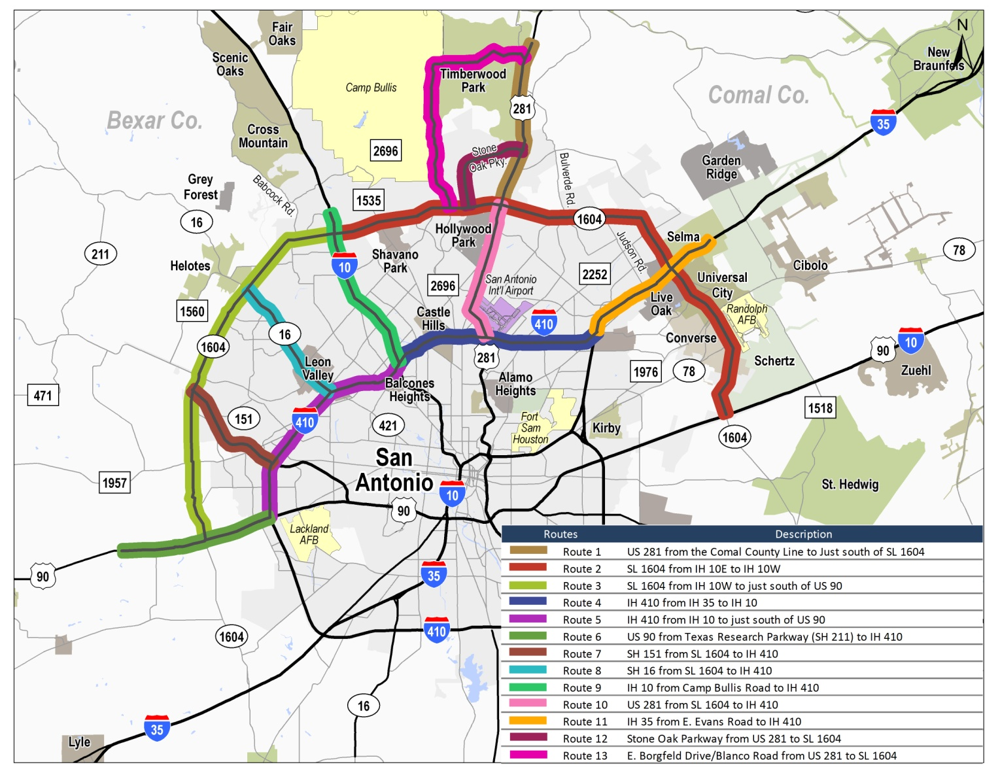 Fair
Oaks
Scenic
Oaks
N
New
Braunfels
Camp Bullis
Timberwood
Park
Comal Co.
281
Bexar Co.
35
Cross
Mountain
2696
Stone
Oak Pky.
Bulverde Rd.
Garden
Ridge
Grey
Forest
Babcock Rd.
1535
16
1604
Hollywood
Park
Judson Rd.
Selma
211
10
Shavano
Park
78
Helotes
2696
San Antonio
Int'l Airport
2252
Universal
City
Cibolo
1560
Castle
Hills
410
Live
Oak
Randolph
AFB
16
1604
Converse
10
90
281
Leon
Valley
Schertz
Balcones
Heights
Alamo
Heights
1976
78
Zuehl
471
151
410
421
Fort
Sam
Houston
Kirby
1518
1604
San
Antonio
1957
10
90
St. Hedwig
Lackland
AFB
90
35
410
1604
16
35
Lyle
Routes Description
Route 1 US 281 from the Comal County Line to Just south of SL 1604
Route 2 SL 1604 from IH 10E to IH 10W
Route 3 SL 1604 from IH 10W to just south of US 90
Route 4 IH 410 from IH 35 to IH 10
Route 5 IH 410 from IH 10 to just south of US 90
Route 6 US 90 from Texas Research Parkway (SH 211) to IH 410
Route 7 SH 151 from SL 1604 to IH 410
Route 8 SH 16 from SL 1604 to IH 410
Route 9 IH 10 from Camp Bullis Road to IH 410
Route 10 US 281 from SL 1604 to IH 410
Route 11 IH 35 from E. Evans Road to IH 410
Route 12 Stone Oak Parkway from US 281 to SL 1604
Route 13 E. Borgfeld Drive/Blanco Road from US 281 to SL 1604